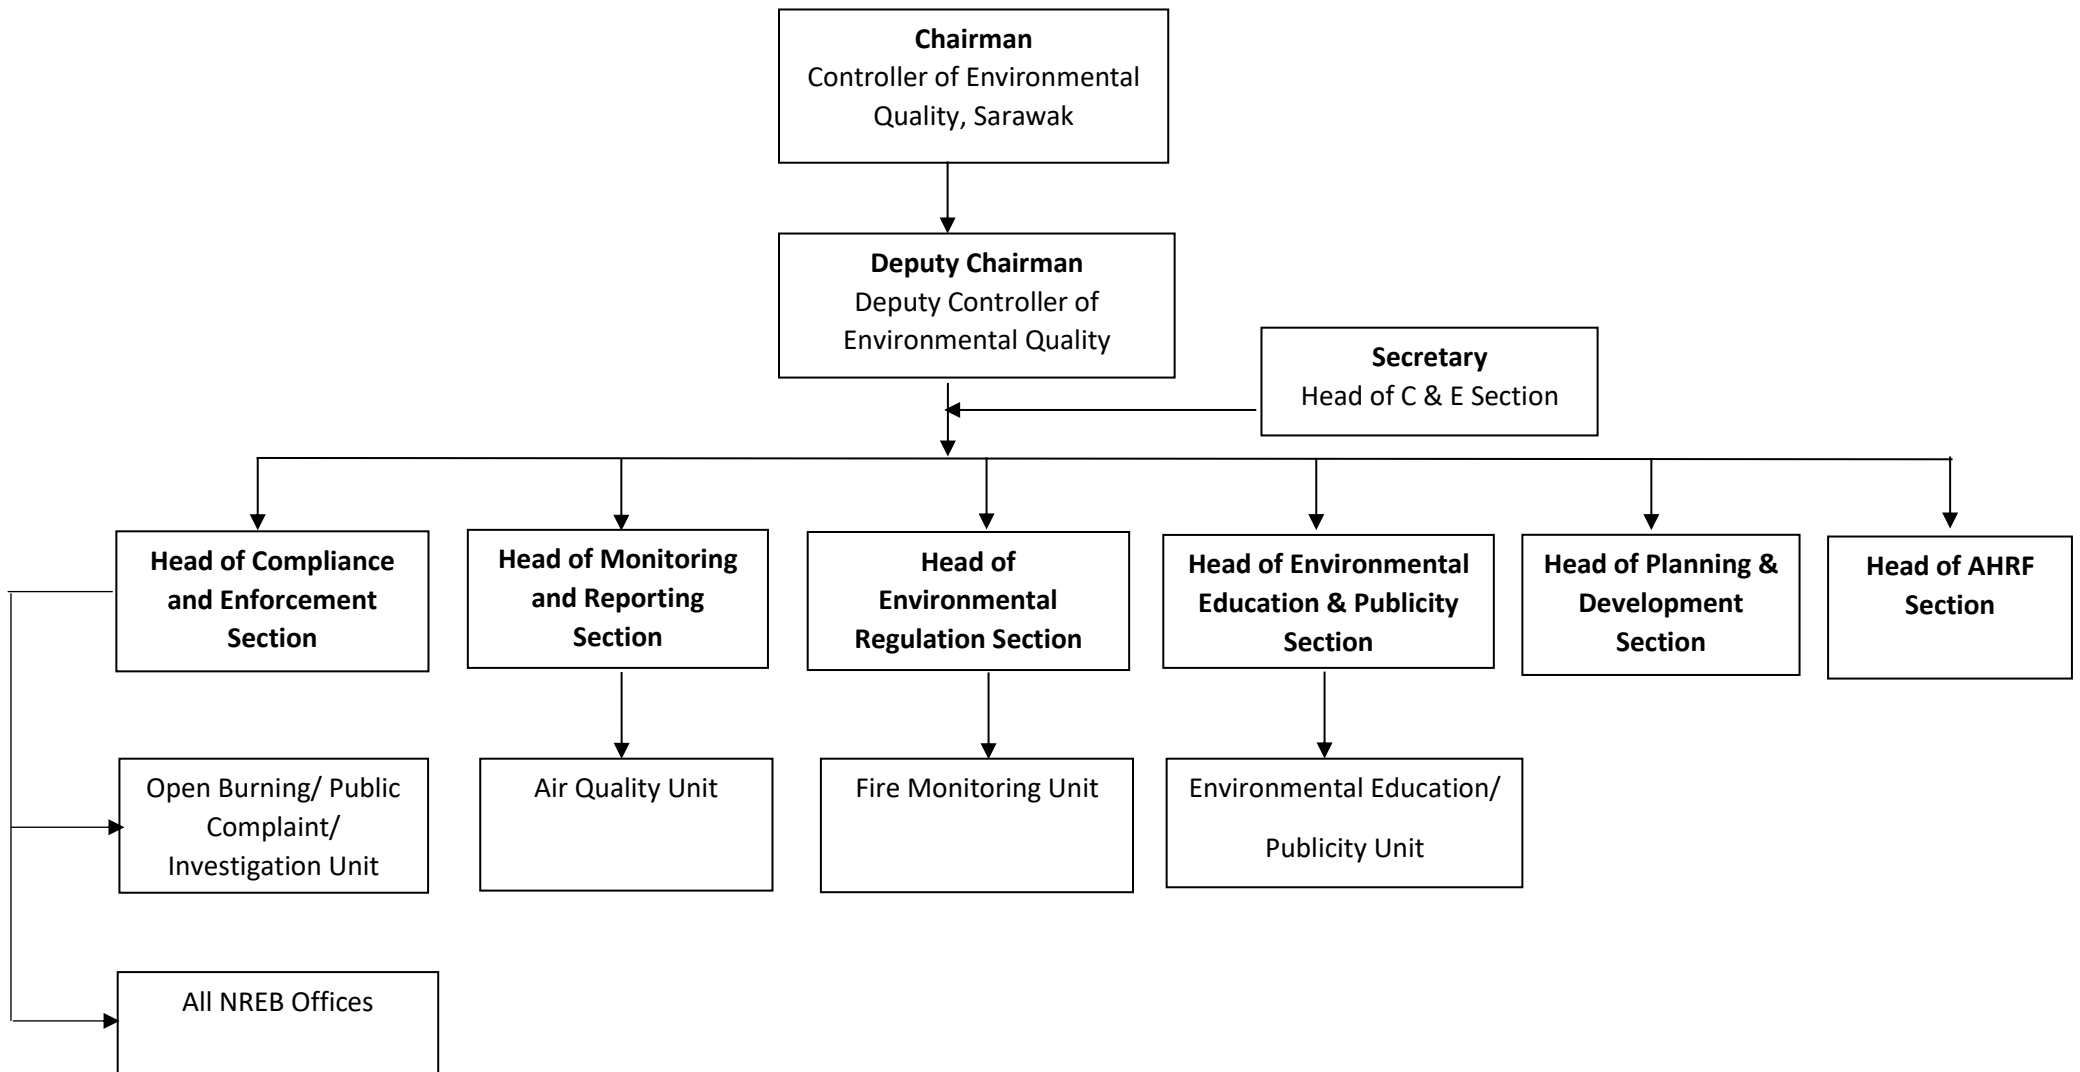 Chairman
Controller of Environmental
Quality, Sarawak
Deputy Chairman
Deputy Controller of
Environmental Quality
Secretary
Head of C & E Section
Head of Compliance
and Enforcement
Section
Head of Monitoring
and Reporting
Section
Head of
Environmental
Regulation Section
Head of Environmental
Education & Publicity
Section
Head of Planning &
Development
Section
Head of AHRF
Section
Open Burning/ Public
Complaint/
Investigation Unit
Air Quality Unit
Fire Monitoring Unit
Environmental Education/
Publicity Unit
All NREB Offices